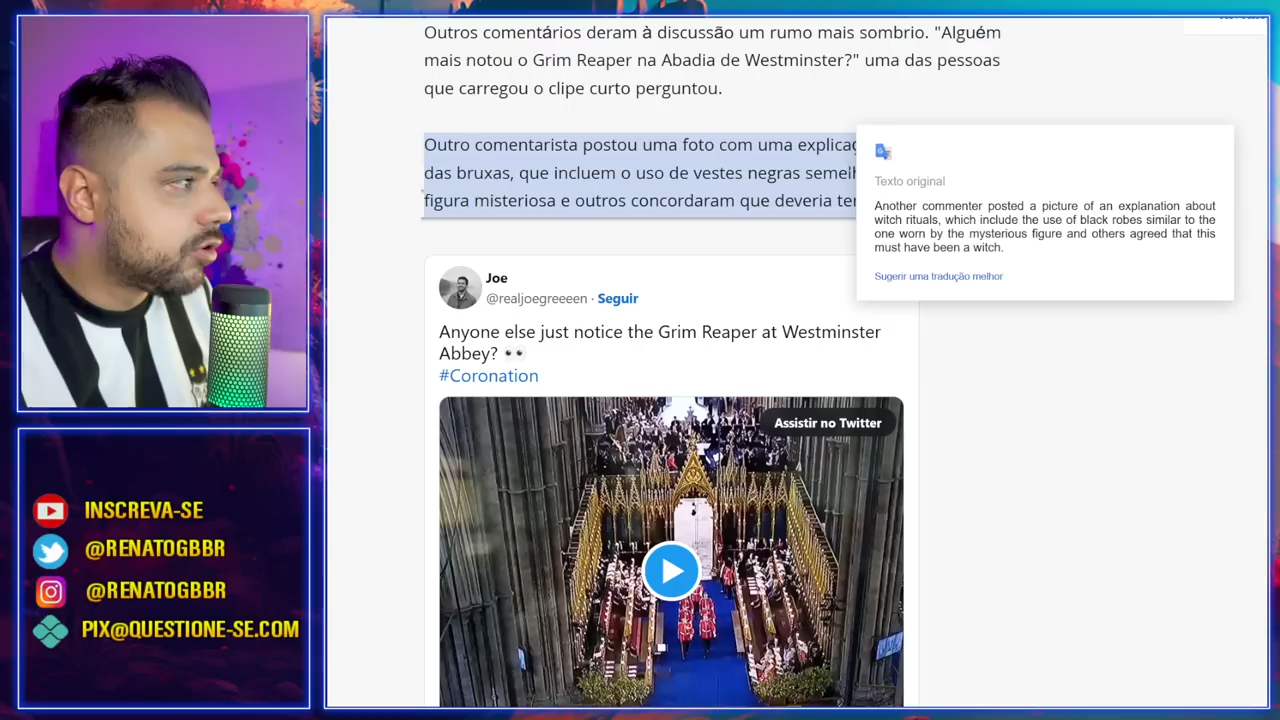 Outros comentários deram à discussão um rumo mais sombrio. "Alguém
mais notou o Grim Reaper na Abadia de Westminster?" uma das pessoas
que carregou o clipe curto perguntou.
Outro comentarista postou uma foto com uma
das bruxas, que incluem o uso de vestes negras
figura misteriosa e outros concordaram que deveria
Texto original
Another commenter posted a picture of an explanation about
witch rituals, which include the use of black robes similar to the
one worn by the mysterious figure and others agreed that this
must have been a witch.
Sugerir uma tradução melhor
Joe
@realjoegreeeen · Seguir
Anyone else just notice the Grim Reaper at Westminster
Abbey? 👀
#Coronation
Assistir no Twitter
INSCREVA-SE
@RENATOGBBR
@RENATOGBBR
PIX@QUESTIONE-SE.COM